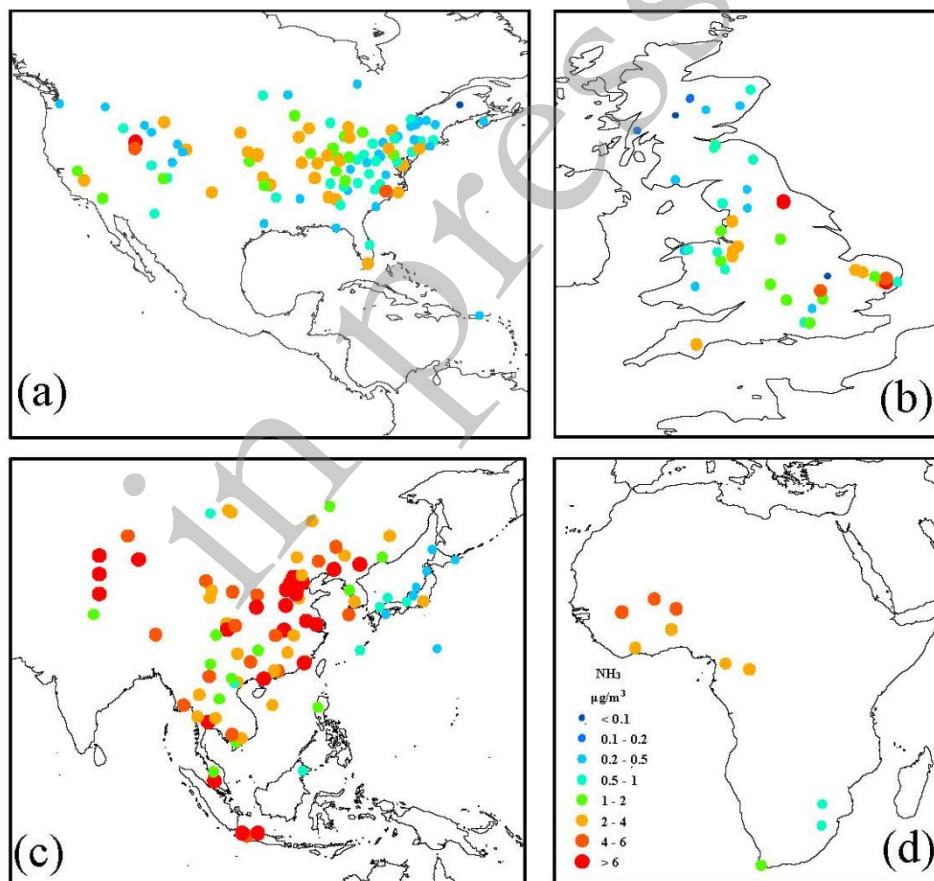 in press
(a)
(b)
(c)
(d)
NH₃
µg/m³
< 0.1
0.1 - 0.2
0.2 - 0.5
0.5 - 1
1 - 2
2 - 4
4 - 6
> 6